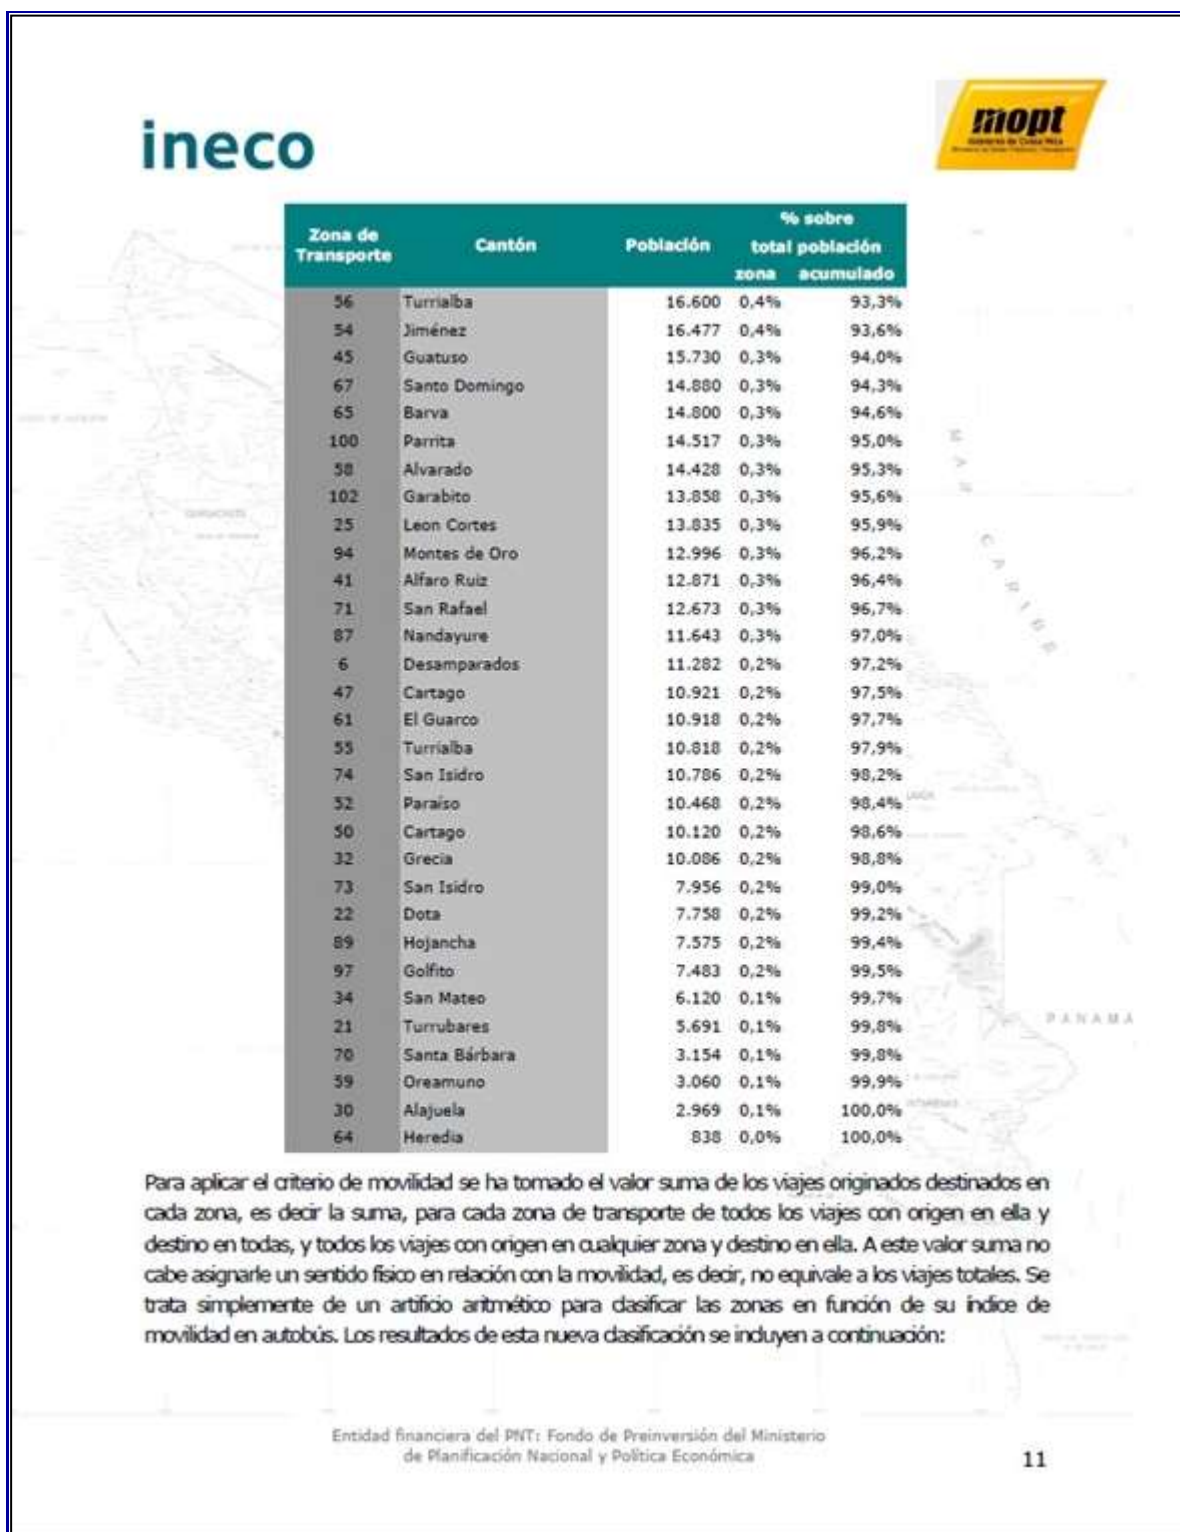 ineco
mopt
% sobre
Zona de Transporte Cantón Población total población
zona acumulado
56 Turrialba 16.600 0,4% 93,3%
54 Jiménez 16.477 0,4% 93,6%
45 Guatuso 15.730 0,3% 94,0%
67 Santo Domingo 14.880 0,3% 94,3%
65 Barva 14.800 0,3% 94,6%
100 Parrita 14.517 0,3% 95,0%
58 Alvarado 14.428 0,3% 95,3%
102 Garabito 13.858 0,3% 95,6%
25 Leon Cortes 13.835 0,3% 95,9%
94 Montes de Oro 12.996 0,3% 96,2%
41 Alfaro Ruiz 12.871 0,3% 96,4%
71 San Rafael 12.673 0,3% 96,7%
87 Nandayure 11.643 0,3% 97,0%
6 Desamparados 11.282 0,2% 97,2%
47 Cartago 10.921 0,2% 97,5%
61 El Guarco 10.918 0,2% 97,7%
55 Turrialba 10.818 0,2% 97,9%
74 San Isidro 10.786 0,2% 98,2%
52 Paraíso 10.468 0,2% 98,4%
50 Cartago 10.120 0,2% 98,6%
32 Grecia 10.086 0,2% 98,8%
73 San Isidro 7.956 0,2% 99,0%
22 Dota 7.758 0,2% 99,2%
89 Hojancha 7.575 0,2% 99,4%
97 Golfito 7.483 0,2% 99,5%
34 San Mateo 6.120 0,1% 99,7%
21 Turrubares 5.691 0,1% 99,8%
70 Santa Bárbara 3.154 0,1% 99,8%
59 Oreamuno 3.060 0,1% 99,9%
30 Alajuela 2.969 0,1% 100,0%
64 Heredia 838 0,0% 100,0%
MAR CARIBE
PANAMÁ
Para aplicar el criterio de movilidad se ha tomado el valor suma de los viajes originados destinados en
cada zona, es decir la suma, para cada zona de transporte de todos los viajes con origen en ella y
destino en todas, y todos los viajes con origen en cualquier zona y destino en ella. A este valor suma no
cabe asignarle un sentido físico en relación con la movilidad, es decir, no equivale a los viajes totales. Se
trata simplemente de un artificio aritmético para clasificar las zonas en función de su índice de
movilidad en autobús. Los resultados de esta nueva clasificación se incluyen a continuación:
Entidad financiera del PNT: Fondo de Preinversión del Ministerio
de Planificación Nacional y Política Económica
11